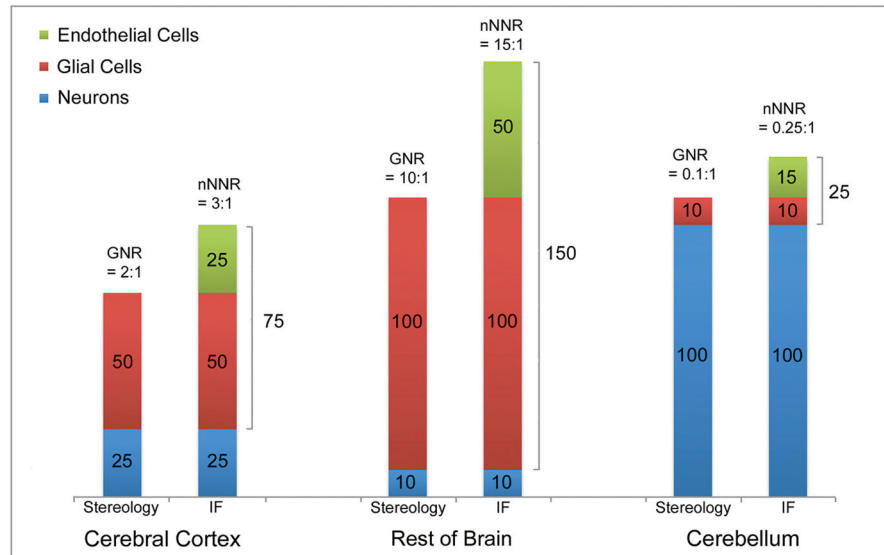 Endothelial Cells
Glial Cells
Neurons
GNR
= 2:1
nNNR
= 3:1
25
50
50
75
25
25
Stereology
IF
Cerebral Cortex
GNR
= 10:1
nNNR
= 15:1
50
100
100
150
10
10
Stereology
IF
Rest of Brain
GNR
= 0.1:1
nNNR
= 0.25:1
15
10
10
25
100
100
Stereology
IF
Cerebellum